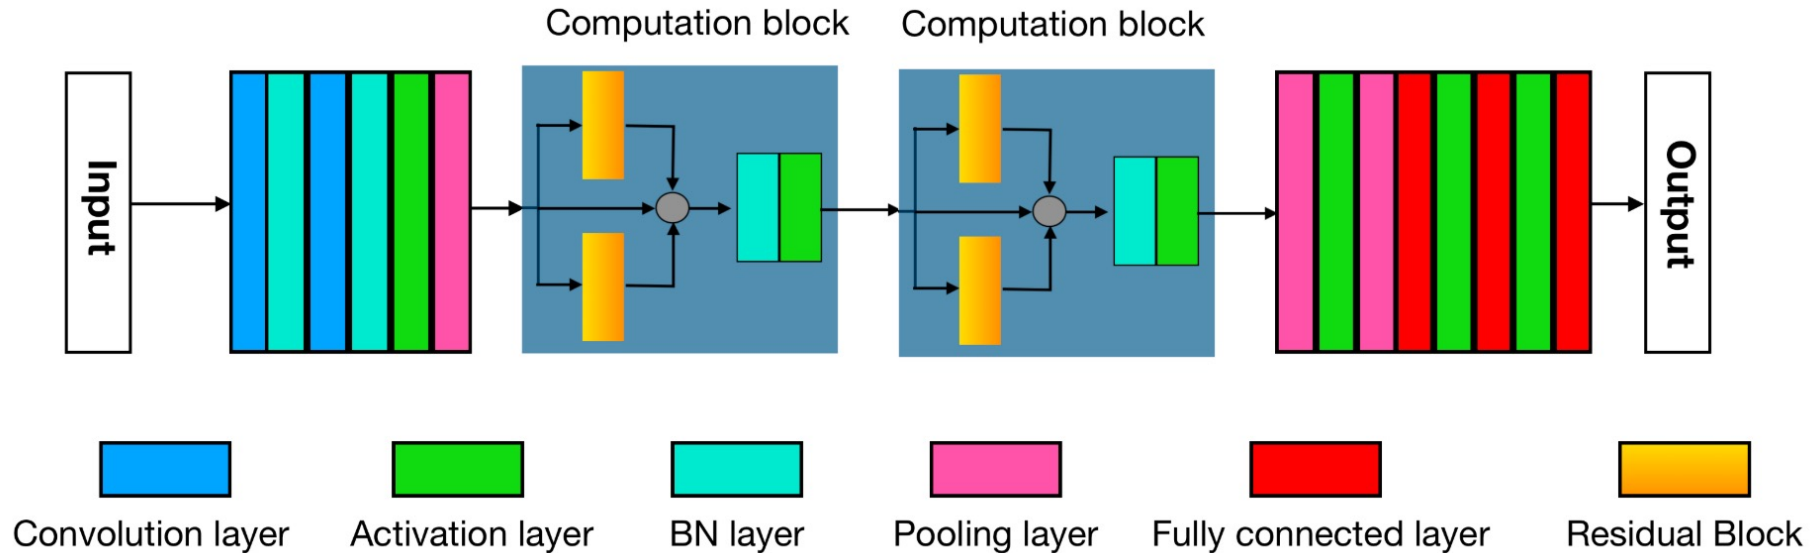 Computation block
Computation block
Input
Output
Convolution layer
Activation layer
BN layer
Pooling layer
Fully connected layer
Residual Block